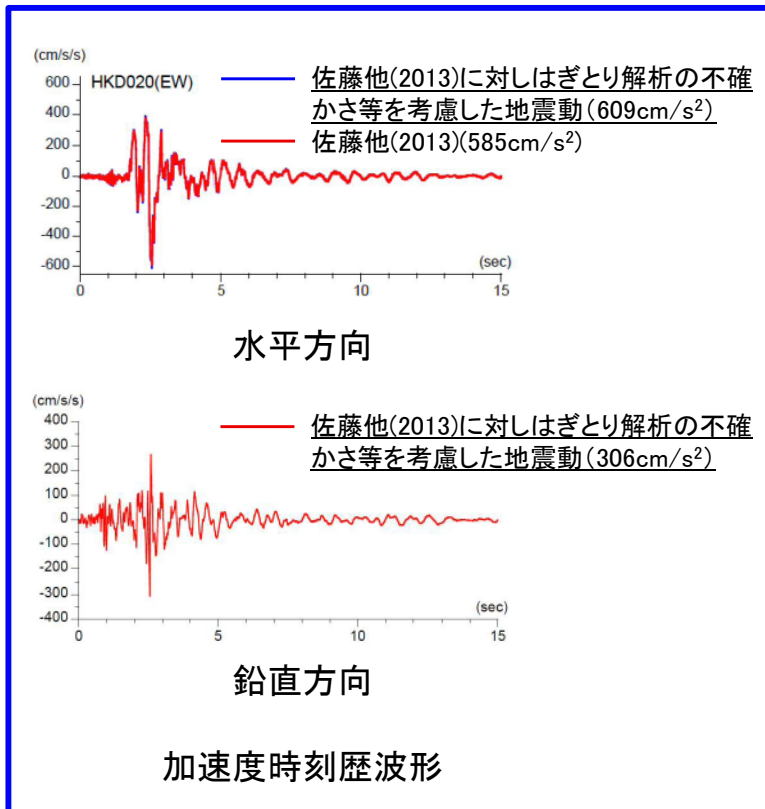 (cm/s/s)
600
400
200
0
-200
-400
-600
HKD020(EW)
佐藤他(2013)に対しはぎとり解析の不確
かさ等を考慮した地震動(609cm/s²)
佐藤他(2013)(585cm/s²)
(sec)
0 5 10 15
水平方向
(cm/s/s)
400
300
200
100
0
-100
-200
-300
-400
佐藤他(2013)に対しはぎとり解析の不確
かさ等を考慮した地震動(306cm/s²)
(sec)
0 5 10 15
鉛直方向
加速度時刻歴波形